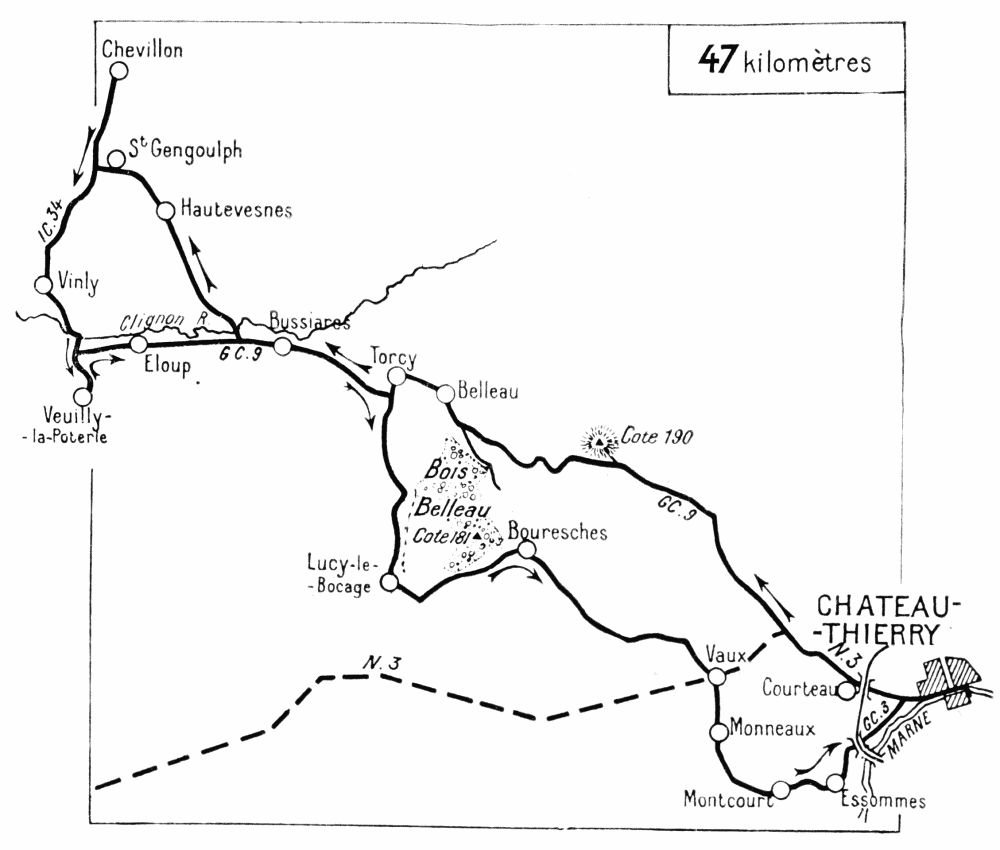 47 kilomètres
Chevillon
St Gengoulph
Hautevesnes
IC.34
Vinly
Clignon R
Bussiares
GC.9
Eloup
Torcy
Belleau
Veuilly-
-la-Poterie
Cote 190
Bois
Belleau
GC.9
Cote 181
Bouresches
Lucy-le-
-Bocage
CHATEAU-
-THIERRY
N.3
N.3
Vaux
Courteau
GC.3
MARNE
Monneaux
Montcourt
Essommes